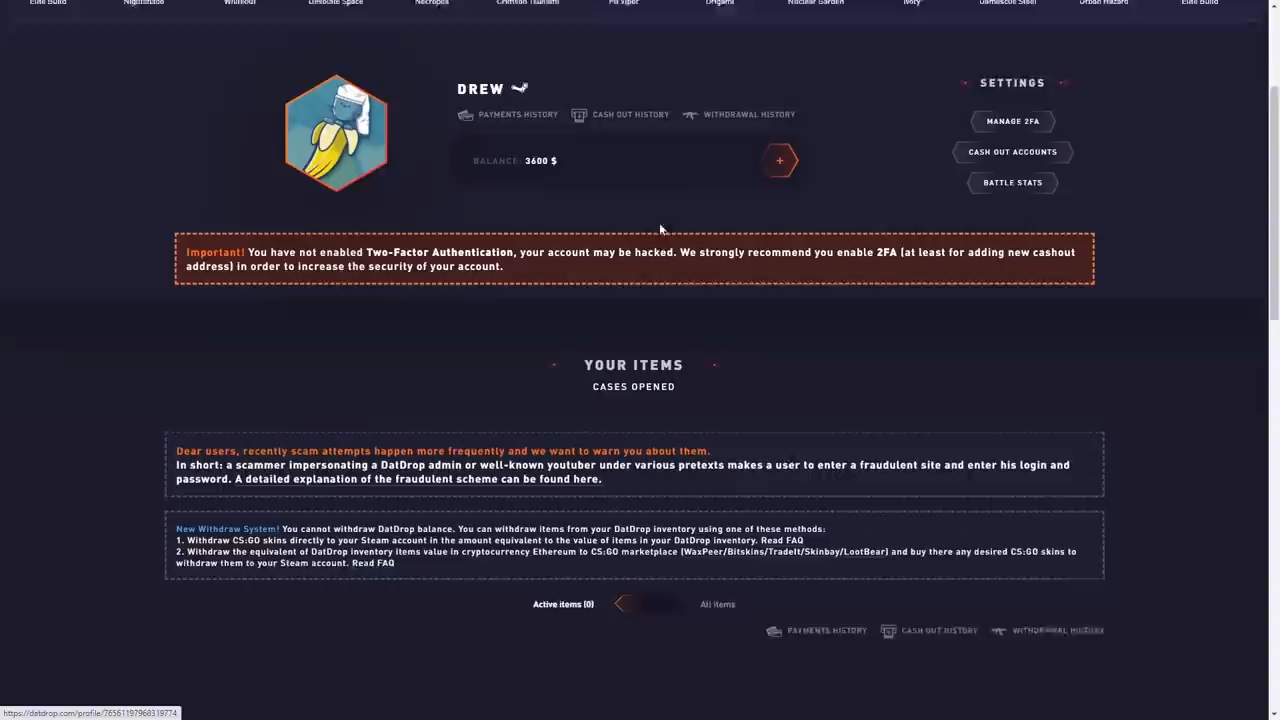 Elite Build Nightshade Wildfruit Desolate Space Necropos Crimson Tsunami Pit Viper Origami Nuclear Garden Ivory Damascus Steel Urban Hazard Elite Build
DREW
SETTINGS
PAYMENTS HISTORY CASH OUT HISTORY WITHDRAWAL HISTORY
MANAGE 2FA
BALANCE: 3600 $ +
CASH OUT ACCOUNTS
BATTLE STATS
Important! You have not enabled Two-Factor Authentication, your account may be hacked. We strongly recommend you enable 2FA (at least for adding new cashout
address) in order to increase the security of your account.
YOUR ITEMS
CASES OPENED
Dear users, recently scam attempts happen more frequently and we want to warn you about them.
In short: a scammer impersonating a DatDrop admin or well-known youtuber under various pretexts makes a user to enter a fraudulent site and enter his login and
password. A detailed explanation of the fraudulent scheme can be found here.
New Withdraw System! You cannot withdraw DatDrop balance. You can withdraw items from your DatDrop inventory using one of these methods:
1. Withdraw CS:GO skins directly to your Steam account in the amount equivalent to the value of items in your DatDrop inventory. Read FAQ
2. Withdraw the equivalent of DatDrop inventory items value in cryptocurrency Ethereum to CS:GO marketplace (WaxPeer/Bitskins/TradeIt/Skinbay/LootBear) and buy there any desired CS:GO skins to
withdraw them to your Steam account. Read FAQ
Active items (0) All items
PAYMENTS HISTORY CASH OUT HISTORY WITHDRAWAL HISTORY
https://datdrop.com/profile/76561197968319774